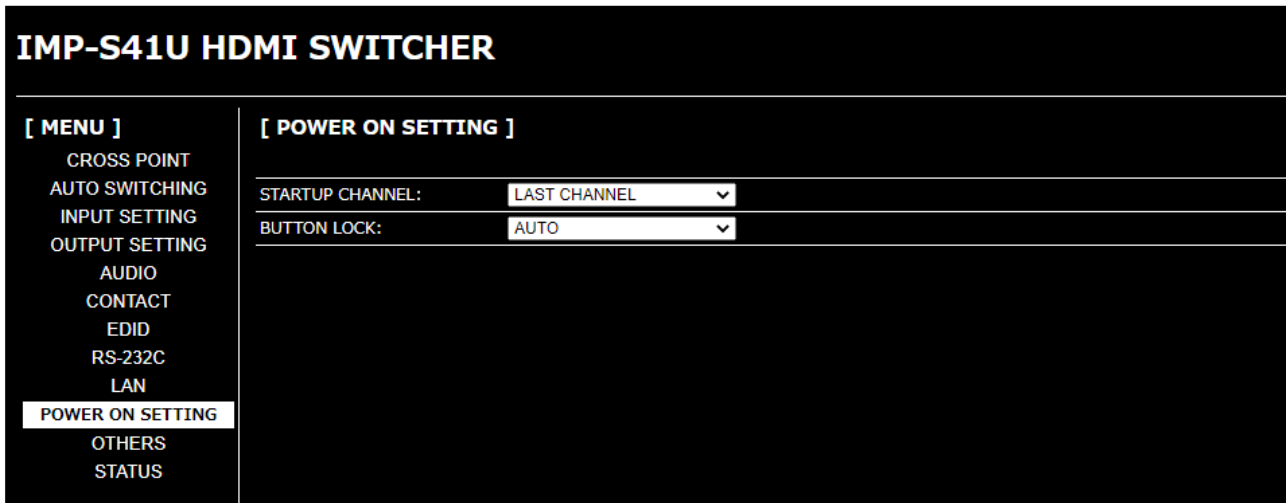 IMP-S41U HDMI SWITCHER
[ MENU ]
CROSS POINT
AUTO SWITCHING
INPUT SETTING
OUTPUT SETTING
AUDIO
CONTACT
EDID
RS-232C
LAN
POWER ON SETTING
OTHERS
STATUS
[ POWER ON SETTING ]
STARTUP CHANNEL: LAST CHANNEL
BUTTON LOCK: AUTO